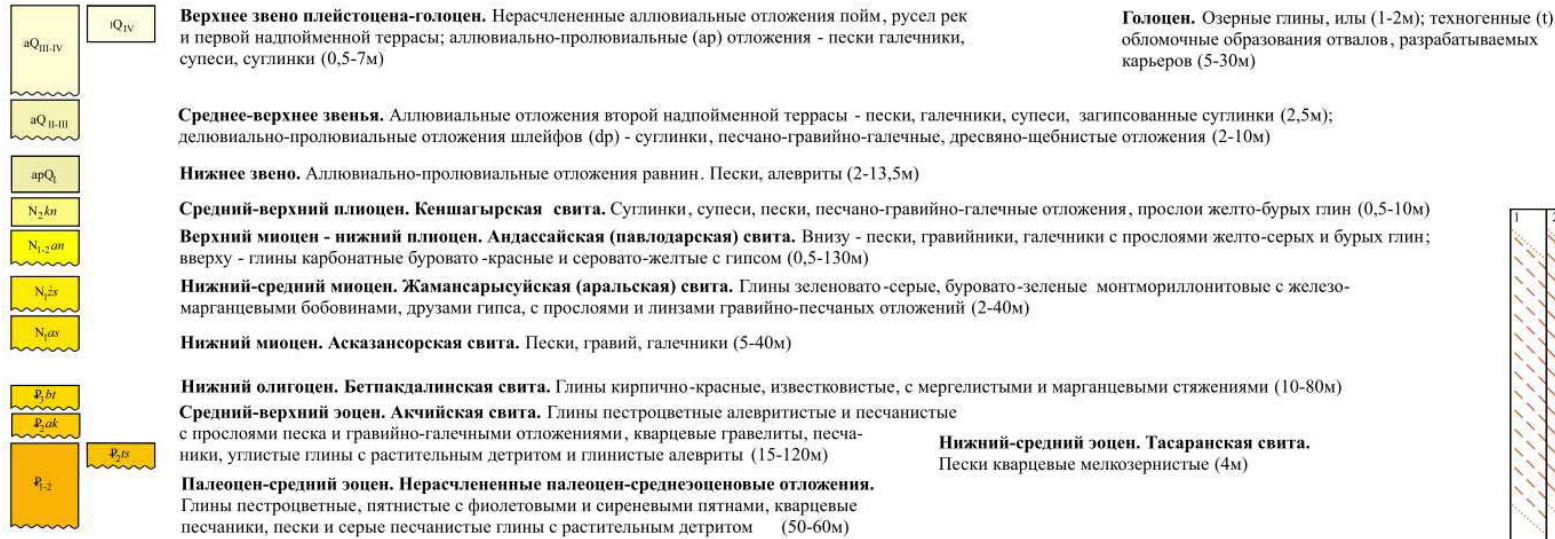 aQIII-IV
lQIV
Верхнее звено плейстоцена-голоцен. Нерасчлененные аллювиальные отложения пойм, русел рек
и первой надпойменной террасы; аллювиально-пролювиальные (ap) отложения - пески галечники,
супеси, суглинки (0,5-7м)
Голоцен. Озерные глины, илы (1-2м); техногенные (t)
обломочные образования отвалов, разрабатываемых
карьеров (5-30м)
aQII-III
Среднее-верхнее звенья. Аллювиальные отложения второй надпойменной террасы - пески, галечники, супеси, загипсованные суглинки (2,5м);
делювиально-пролювиальные отложения шлейфов (dp) - суглинки, песчано-гравийно-галечные, дресвяно-щебнистые отложения (2-10м)
apQI
Нижнее звено. Аллювиально-пролювиальные отложения равнин. Пески, алевриты (2-13,5м)
N2kn
Средний-верхний плиоцен. Кеншагырская свита. Суглинки, супеси, пески, песчано-гравийно-галечные отложения, прослои желто-бурых глин (0,5-10м)
N1-2an
Верхний миоцен - нижний плиоцен. Андассайская (павлодарская) свита. Внизу - пески, гравийники, галечники с прослоями желто-серых и бурых глин;
вверху - глины карбонатные буровато-красные и серовато-желтые с гипсом (0,5-130м)
N1žs
Нижний-средний миоцен. Жамансарысуйская (аральская) свита. Глины зеленовато-серые, буровато-зеленые монтмориллонитовые с железо-
марганцевыми бобовинами, друзами гипса, с прослоями и линзами гравийно-песчаных отложений (2-40м)
N1as
Нижний миоцен. Асказансорская свита. Пески, гравий, галечники (5-40м)
₽3bt
Нижний олигоцен. Бетпакдалинская свита. Глины кирпично-красные, известковистые, с мергелистыми и марганцевыми стяжениями (10-80м)
₽2ak
Средний-верхний эоцен. Акчийская свита. Глины пестроцветные алевритистые и песчанистые
с прослоями песка и гравийно-галечными отложениями, кварцевые гравелиты, песча-
ники, углистые глины с растительным детритом и глинистые алевриты (15-120м)
₽2ts
Нижний-средний эоцен. Тасаранская свита.
Пески кварцевые мелкозернистые (4м)
₽1-2
Палеоцен-средний эоцен. Нерасчлененные палеоцен-среднеэоценовые отложения.
Глины пестроцветные, пятнистые с фиолетовыми и сиреневыми пятнами, кварцевые
песчаники, пески и серые песчанистые глины с растительным детритом (50-60м)
1